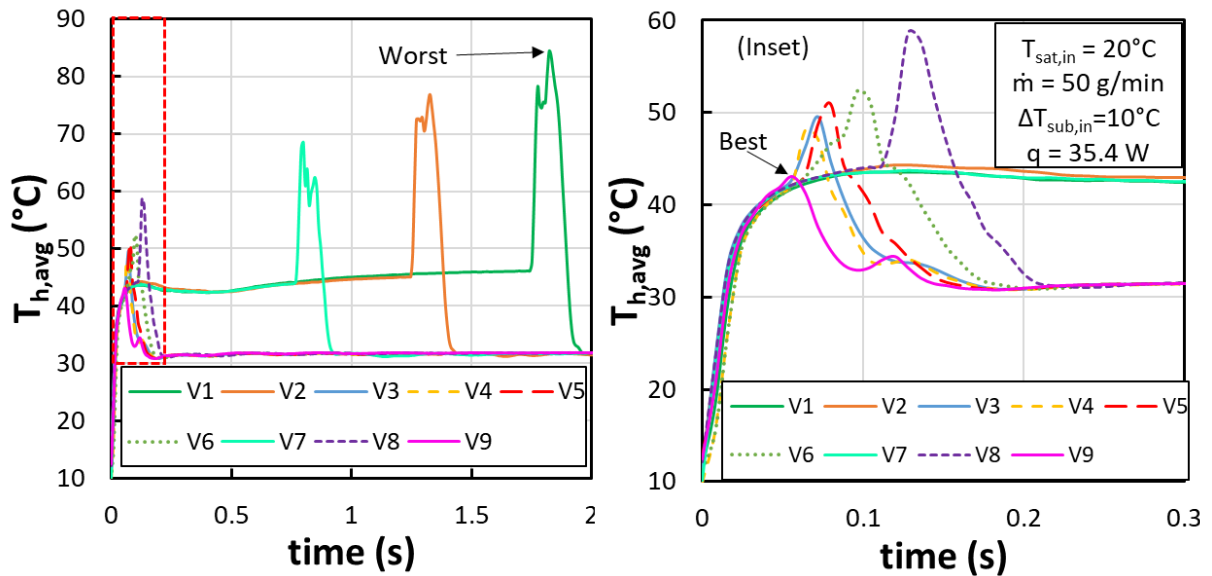 90
80
70
60
50
40
30
20
10
T_h,avg (°C)
Worst
V1 V2 V3 V4 V5
V6 V7 V8 V9
0 0.5 1 1.5 2
time (s)
60
50
40
30
20
10
T_h,avg (°C)
(Inset)
T_sat,in = 20°C
ṁ = 50 g/min
ΔT_sub,in=10°C
q = 35.4 W
Best
V1 V2 V3 V4 V5
V6 V7 V8 V9
0 0.1 0.2 0.3
time (s)